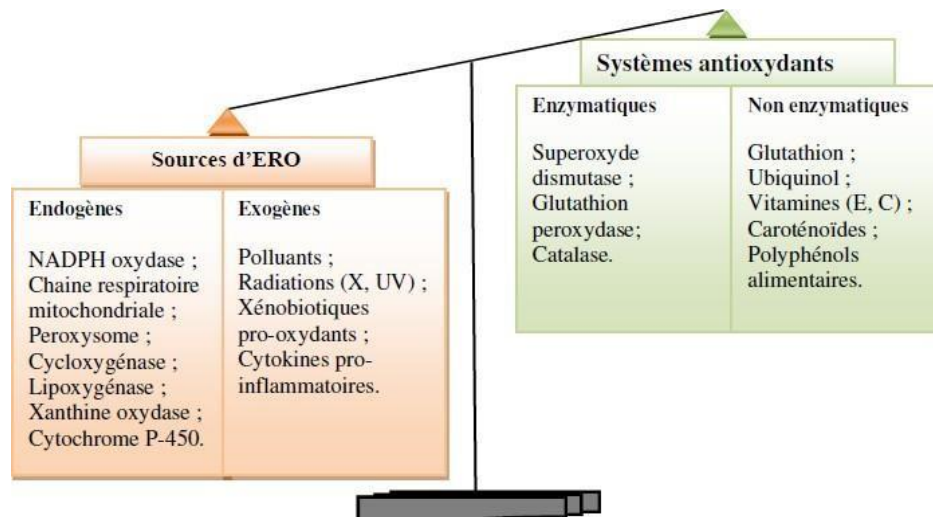 Systèmes antioxydants
Enzymatiques
Superoxyde
dismutase ;
Glutathion
peroxydase;
Catalase.
Non enzymatiques
Glutathion ;
Ubiquinol ;
Vitamines (E, C) ;
Caroténoïdes ;
Polyphénols
alimentaires.
Sources d’ERO
Endogènes
NADPH oxydase ;
Chaine respiratoire
mitochondriale ;
Peroxysome ;
Cycloxygénase ;
Lipoxygénase ;
Xanthine oxydase ;
Cytochrome P-450.
Exogènes
Polluants ;
Radiations (X, UV) ;
Xénobiotiques
pro-oxydants ;
Cytokines pro-
inflammatoires.